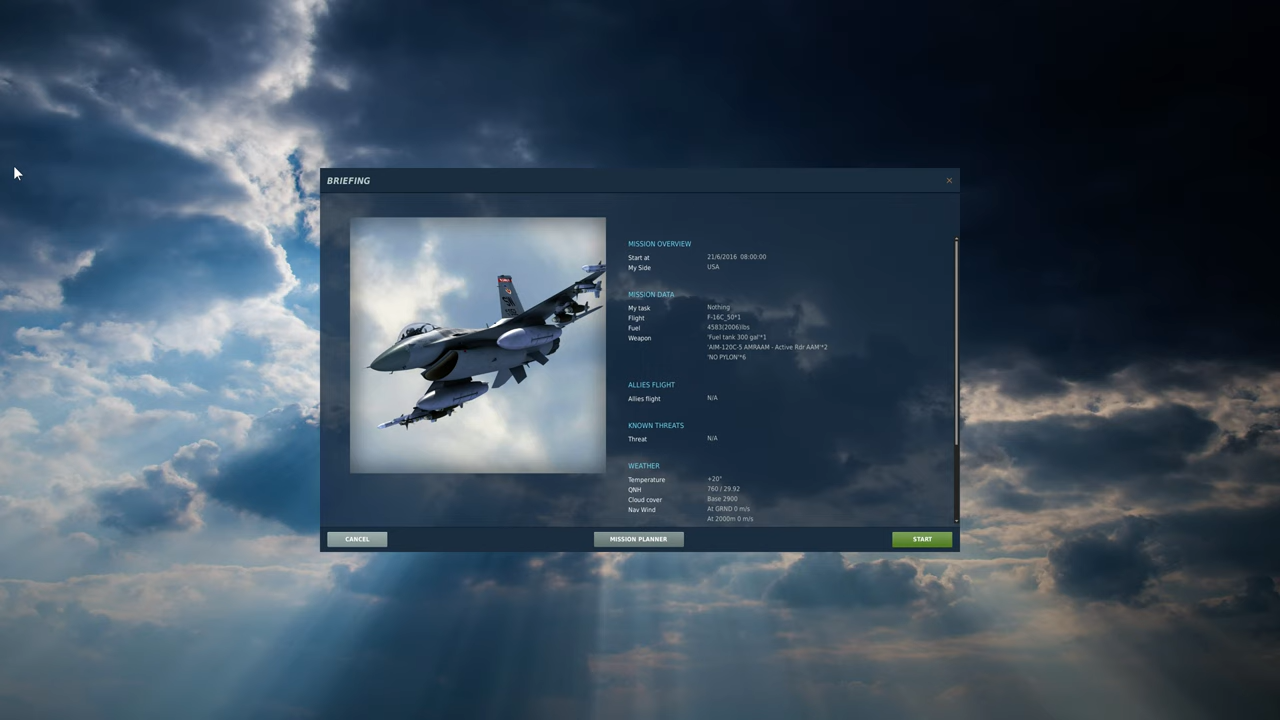 BRIEFING
MISSION OVERVIEW
Start at 21/6/2016 08:00:00
My Side USA
MISSION DATA
My task Nothing
Flight F-16C_50*1
Fuel 4583(2006)lbs
Weapon 'Fuel tank 300 gal'*1
'AIM-120C-5 AMRAAM - Active Rdr AAM'*2
'NO PYLON'*6
ALLIES FLIGHT
Allies flight N/A
KNOWN THREATS
Threat N/A
WEATHER
Temperature +20°
QNH 760 / 29.92
Cloud cover Base 2900
Nav Wind At GRND 0 m/s
At 2000m 0 m/s
CANCEL MISSION PLANNER START